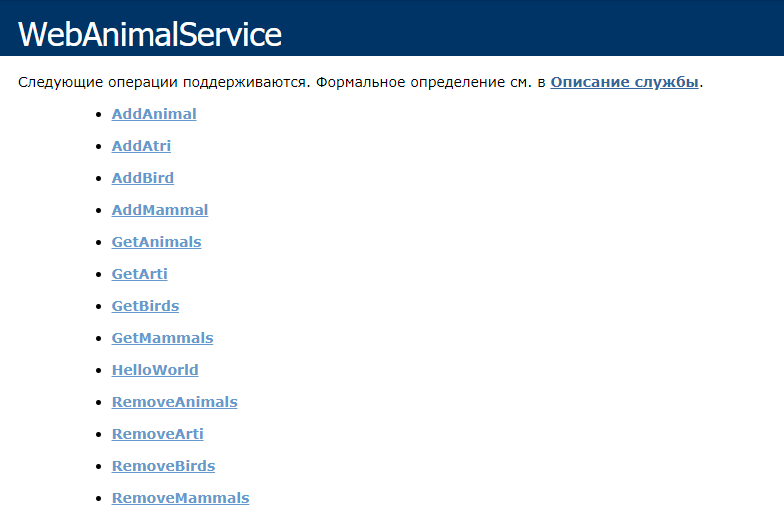 WebAnimalService
Следующие операции поддерживаются. Формальное определение см. в Описание службы.
AddAnimal
AddAtri
AddBird
AddMammal
GetAnimals
GetArti
GetBirds
GetMammals
HelloWorld
RemoveAnimals
RemoveArti
RemoveBirds
RemoveMammals